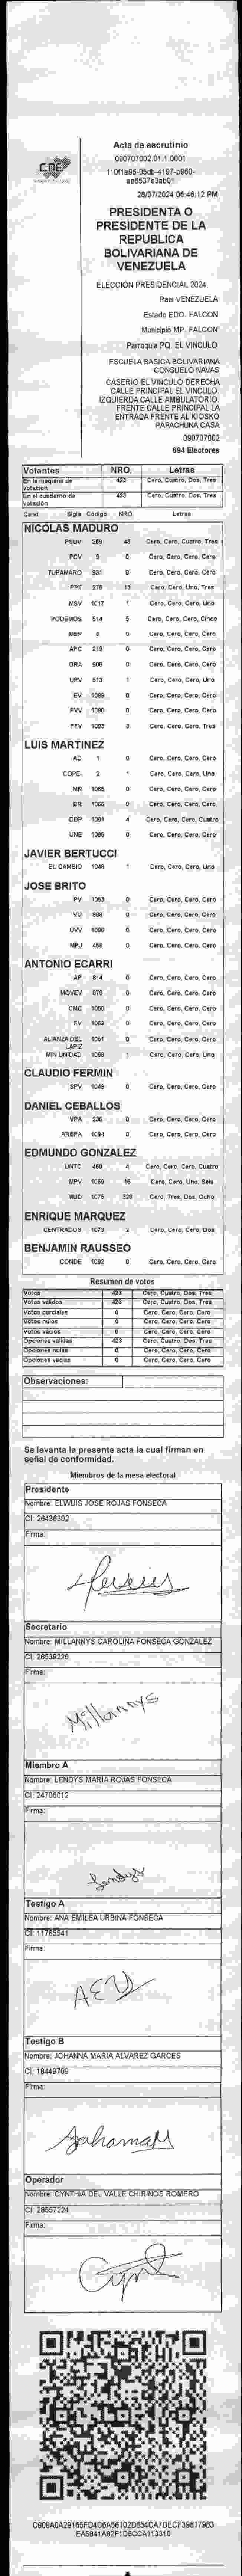 CNE
Acta de escrutinio
090707002.01.1.0001
28/07/2024 06:46:12 PM
PRESIDENTA O
PRESIDENTE DE LA
REPUBLICA
BOLIVARIANA DE
VENEZUELA
ELECCIÓN PRESIDENCIAL 2024
Pais VENEZUELA
Estado EDO. FALCON
Municipio MP. FALCON
Parroquia PQ. EL VINCULO
ESCUELA BASICA BOLIVARIANA
CONSUELO NAVAS
CASERIO EL VINCULO DERECHA
CALLE PRINCIPAL EL VINCULO.
IZQUIERDA CALLE AMBULATORIO.
FRENTE CALLE PRINCIPAL LA
ENTRADA FRENTE AL KIOSKO
PAPACHUNA CASA
090707002
694 Electores
Votantes NRO. Letras
En la máquina de votación 423 Cero, Cuatro, Dos, Tres
En el cuaderno de votación 423 Cero, Cuatro, Dos, Tres
Cand Sigla Código NRO. Letras
NICOLAS MADURO
PSUV 259 43 Cero, Cero, Cuatro, Tres
PCV 9 0 Cero, Cero, Cero, Cero
TUPAMARO 931 0 Cero, Cero, Cero, Cero
PPT 276 13 Cero, Cero, Uno, Tres
MSV 1017 1 Cero, Cero, Cero, Uno
PODEMOS 514 5 Cero, Cero, Cero, Cinco
MEP 6 0 Cero, Cero, Cero, Cero
APC 219 0 Cero, Cero, Cero, Cero
ORA 906 0 Cero, Cero, Cero, Cero
UPV 513 1 Cero, Cero, Cero, Uno
EV 1089 0 Cero, Cero, Cero, Cero
PVV 1090 0 Cero, Cero, Cero, Cero
PFV 1093 3 Cero, Cero, Cero, Tres
LUIS MARTINEZ
AD 1 0 Cero, Cero, Cero, Cero
COPEI 2 1 Cero, Cero, Cero, Uno
MR 1066 0 Cero, Cero, Cero, Cero
BR 1065 0 Cero, Cero, Cero, Cero
DDP 1091 4 Cero, Cero, Cero, Cuatro
UNE 1095 0 Cero, Cero, Cero, Cero
JAVIER BERTUCCI
EL CAMBIO 1048 1 Cero, Cero, Cero, Uno
JOSE BRITO
PV 1053 0 Cero, Cero, Cero, Cero
VU 868 0 Cero, Cero, Cero, Cero
UVV 1096 0 Cero, Cero, Cero, Cero
MPJ 458 0 Cero, Cero, Cero, Cero
ANTONIO ECARRI
AP 814 0 Cero, Cero, Cero, Cero
MOVEV 879 0 Cero, Cero, Cero, Cero
CMC 1050 0 Cero, Cero, Cero, Cero
FV 1062 0 Cero, Cero, Cero, Cero
ALIANZA DEL LAPIZ 1061 0 Cero, Cero, Cero, Cero
MIN UNIDAD 1068 1 Cero, Cero, Cero, Uno
CLAUDIO FERMIN
SPV 1049 0 Cero, Cero, Cero, Cero
DANIEL CEBALLOS
VPA 235 0 Cero, Cero, Cero, Cero
AREPA 1094 0 Cero, Cero, Cero, Cero
EDMUNDO GONZALEZ
UNTC 460 4 Cero, Cero, Cero, Cuatro
MPV 1069 16 Cero, Cero, Uno, Seis
MUD 1075 328 Cero, Tres, Dos, Ocho
ENRIQUE MARQUEZ
CENTRADOS 1073 2 Cero, Cero, Cero, Dos
BENJAMIN RAUSSEO
CONDE 1092 0 Cero, Cero, Cero, Cero
Resumen de votos
Votos 423 Cero, Cuatro, Dos, Tres
Votos válidos 423 Cero, Cuatro, Dos, Tres
Votos parciales 0 Cero, Cero, Cero, Cero
Votos nulos 0 Cero, Cero, Cero, Cero
Votos vacíos 0 Cero, Cero, Cero, Cero
Opciones válidas 423 Cero, Cuatro, Dos, Tres
Opciones nulas 0 Cero, Cero, Cero, Cero
Opciones vacías 0 Cero, Cero, Cero, Cero
Observaciones:
Se levanta la presente acta la cual firman en
señal de conformidad.
Miembros de la mesa electoral
Presidente
Nombre: ELWUIS JOSE ROJAS FONSECA
CI: 26436302
Firma:
Secretario
Nombre: MILLANNYS CAROLINA FONSECA GONZALEZ
CI: 28539226
Firma:
Millannys
Miembro A
Nombre: LENDYS MARIA ROJAS FONSECA
CI: 24706012
Firma:
Lendys
Testigo A
Nombre: ANA EMILEA URBINA FONSECA
CI: 11765541
Firma:
AEU
Testigo B
Nombre: JOHANNA MARIA ALVAREZ GARCES
CI: 18449709
Firma:
Operador
Nombre: CYNTHIA DEL VALLE CHIRINOS ROMERO
CI: 28557224
Firma: